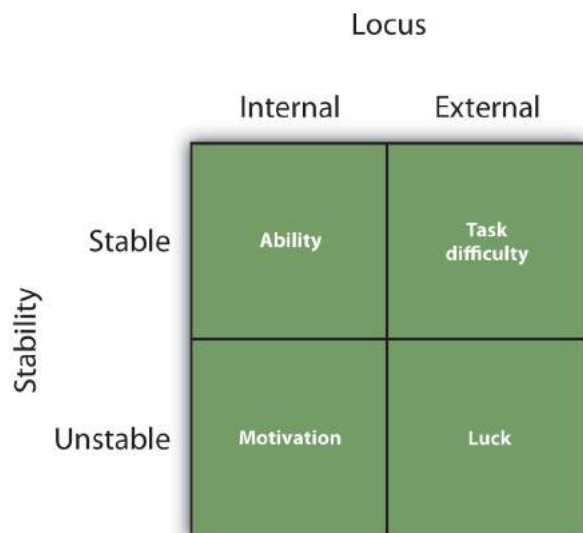 Locus
Internal
External
Stability
Stable
Ability
Task
difficulty
Unstable
Motivation
Luck